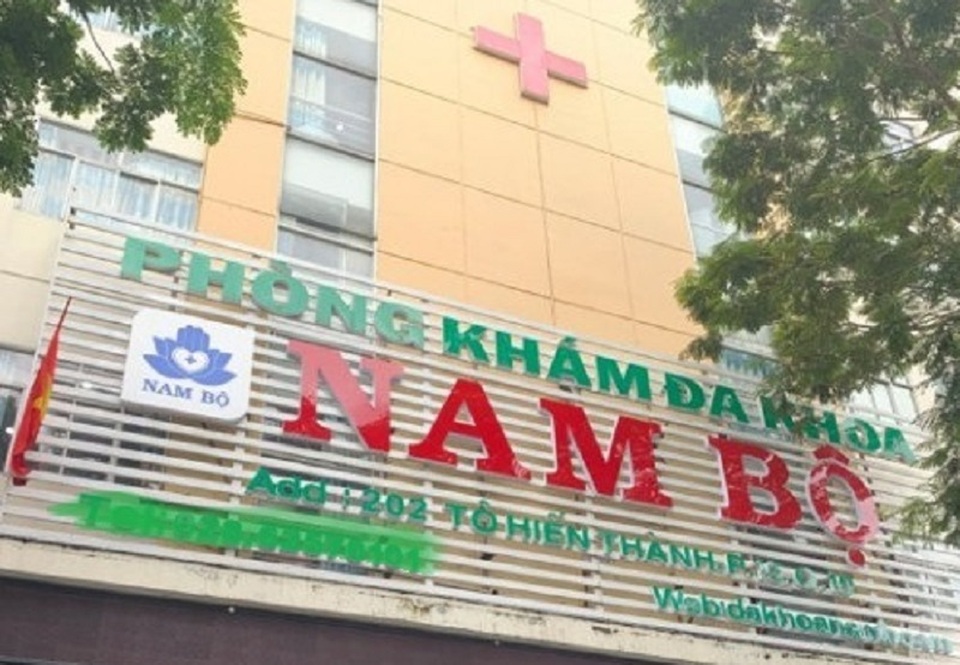 PHÒNG KHÁM ĐA KHOA
NAM BỘ
NAM BỘ
Add : 202 TÔ HIẾN THÀNH.P